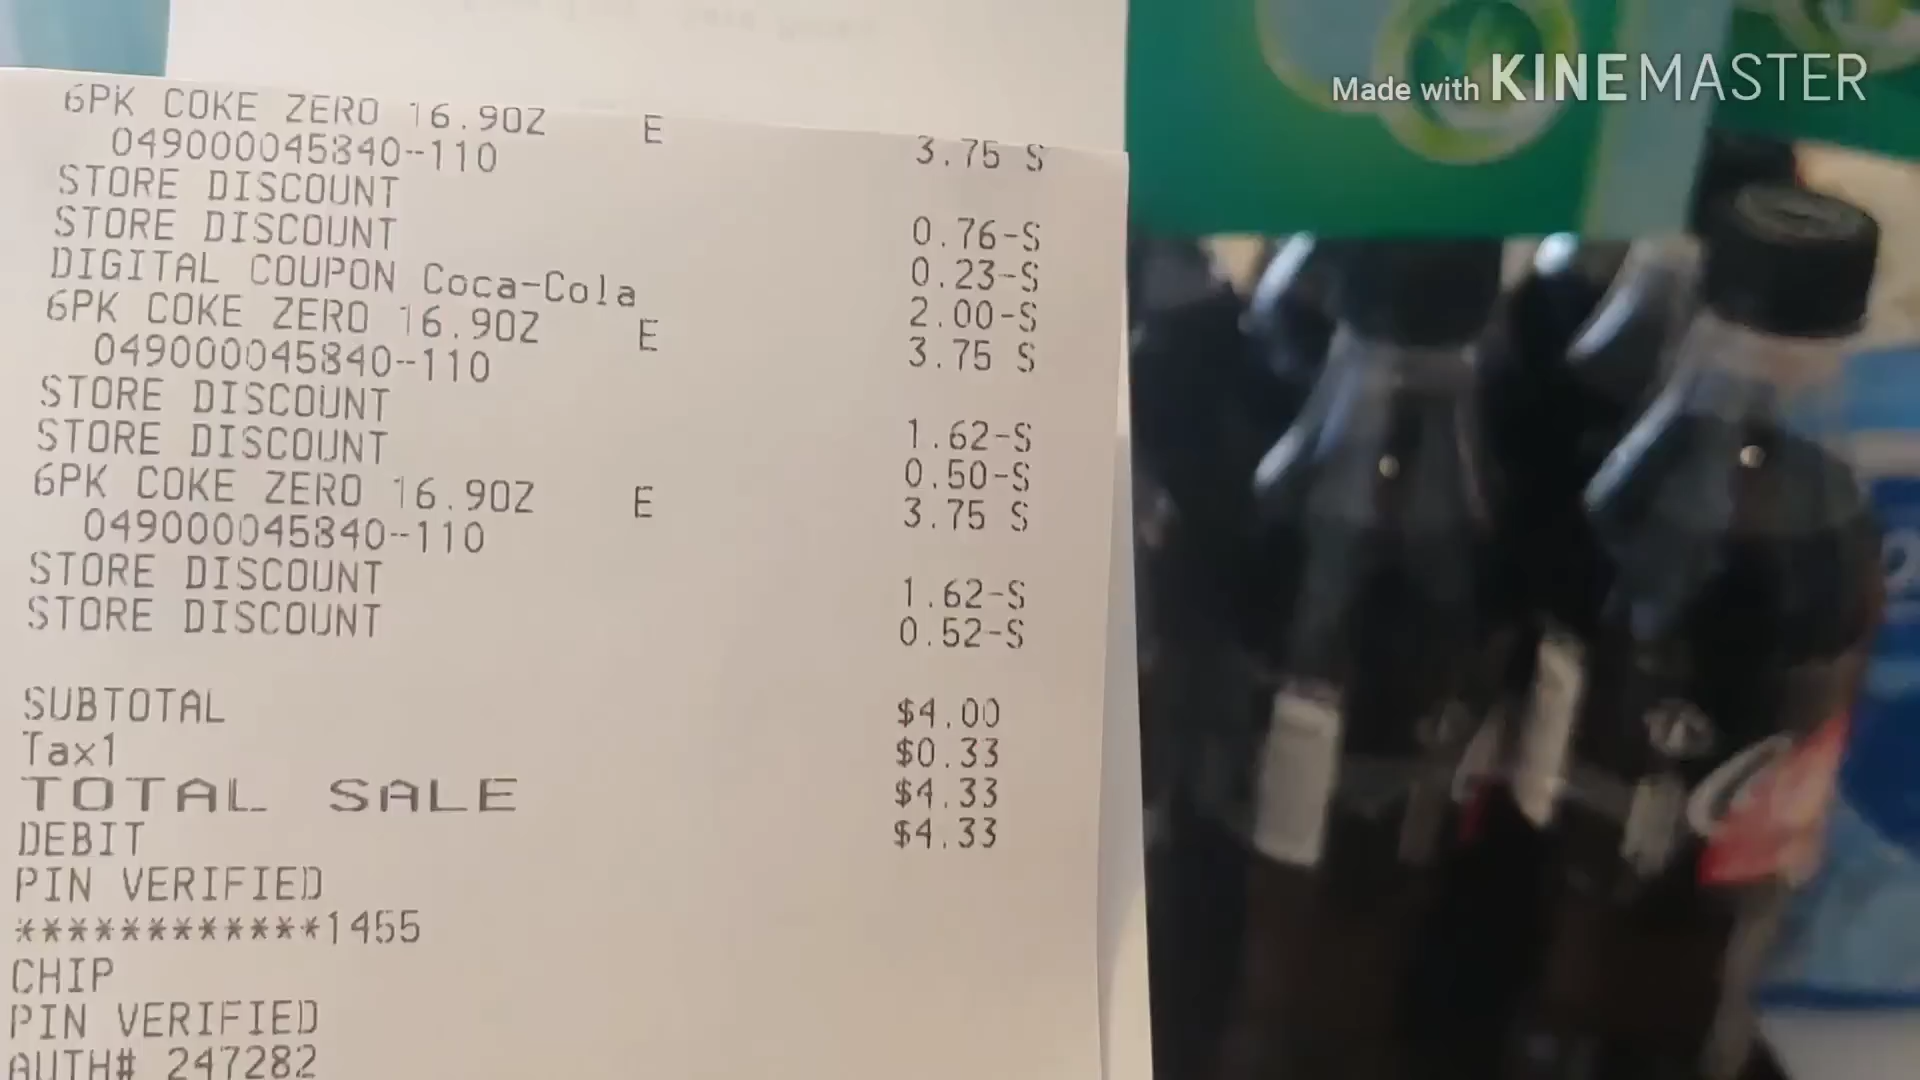 Made with KINEMASTER
6PK COKE ZERO 16.9OZ E 3.75 S
049000045840--110
STORE DISCOUNT 0.76-S
STORE DISCOUNT 0.23-S
DIGITAL COUPON Coca-Cola 2.00-S
6PK COKE ZERO 16.9OZ E 3.75 S
049000045840--110
STORE DISCOUNT 1.62-S
STORE DISCOUNT 0.50-S
6PK COKE ZERO 16.9OZ E 3.75 S
049000045840--110
STORE DISCOUNT 1.62-S
STORE DISCOUNT 0.52-S
SUBTOTAL $4.00
Tax1 $0.33
TOTAL SALE $4.33
DEBIT $4.33
PIN VERIFIED
************1455
CHIP
PIN VERIFIED
AUTH# 247282